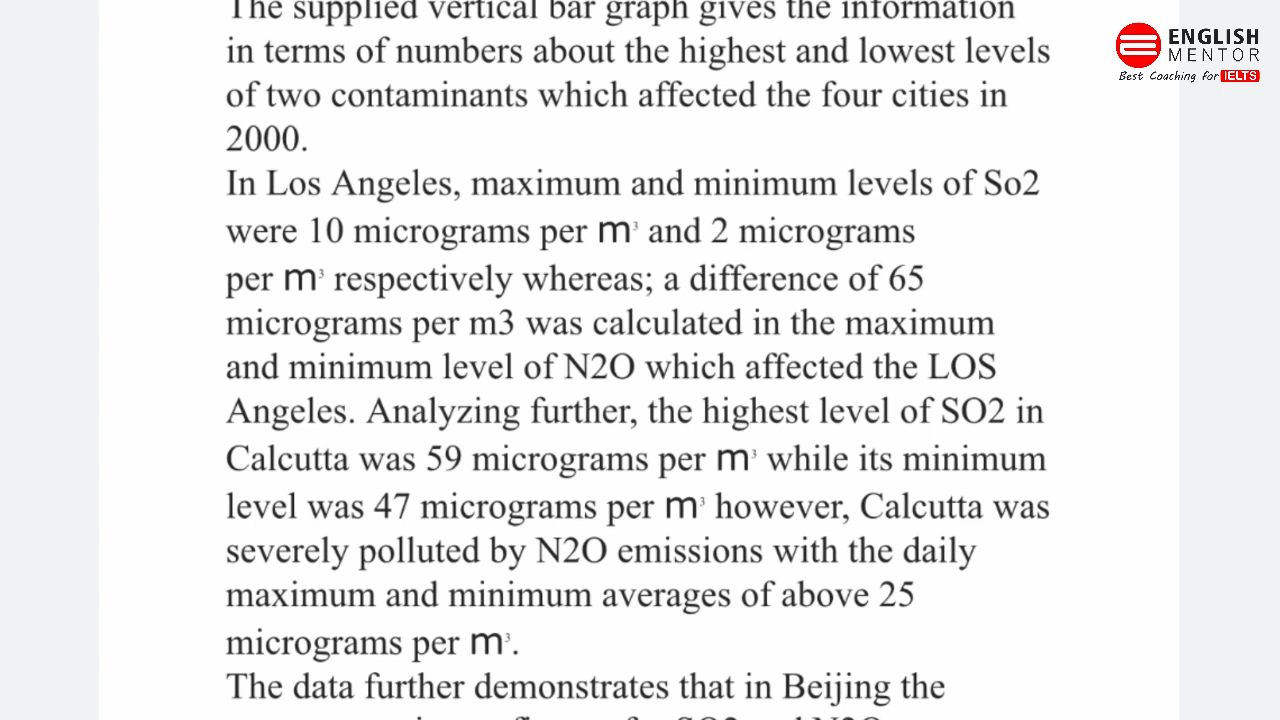 The supplied vertical bar graph gives the information
in terms of numbers about the highest and lowest levels
of two contaminants which affected the four cities in
2000.
In Los Angeles, maximum and minimum levels of So2
were 10 micrograms per m³ and 2 micrograms
per m³ respectively whereas; a difference of 65
micrograms per m3 was calculated in the maximum
and minimum level of N2O which affected the LOS
Angeles. Analyzing further, the highest level of SO2 in
Calcutta was 59 micrograms per m³ while its minimum
level was 47 micrograms per m³ however, Calcutta was
severely polluted by N2O emissions with the daily
maximum and minimum averages of above 25
micrograms per m³.
The data further demonstrates that in Beijing the
ENGLISH
MENTOR
Best Coaching for IELTS